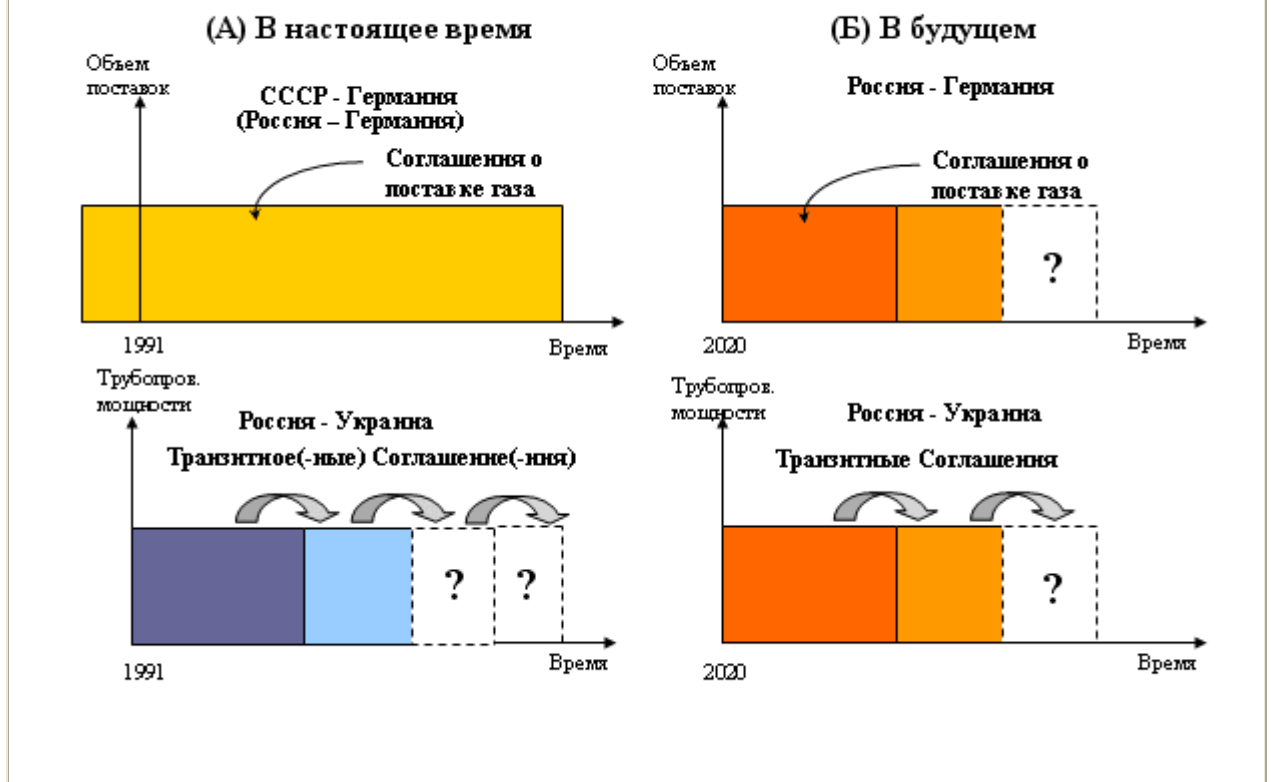 (А) В настоящее время
Объем
поставок
СССР - Германия
(Россия – Германия)
Соглашения о
поставке газа
1991
Время
Трубопров.
мощности
Россия - Украина
Транзитное(-ные) Соглашение(-ния)
?
?
1991
Время
(Б) В будущем
Объем
поставок
Россия - Германия
Соглашения о
поставке газа
?
2020
Время
Трубопров.
мощности
Россия - Украина
Транзитные Соглашения
?
2020
Время